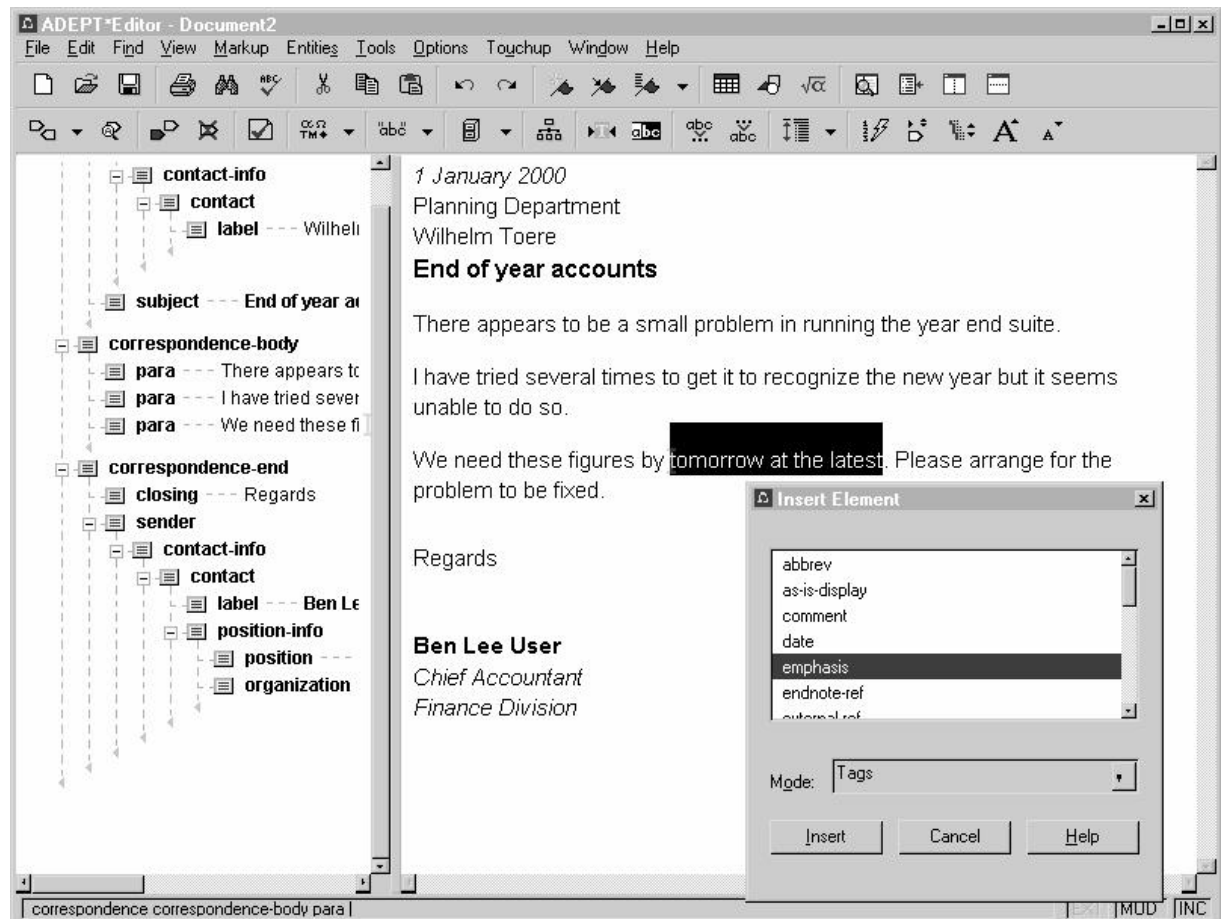 ADEPT*Editor - Document2
File Edit Find View Markup Entities Tools Options Touchup Window Help
contact-info
contact
label --- Wilhel
subject --- End of year a
correspondence-body
para --- There appears to
para --- I have tried sever
para --- We need these fi
correspondence-end
closing --- Regards
sender
contact-info
contact
label --- Ben Le
position-info
position ---
organization
1 January 2000
Planning Department
Wilhelm Toere
End of year accounts
There appears to be a small problem in running the year end suite.
I have tried several times to get it to recognize the new year but it seems
unable to do so.
We need these figures by tomorrow at the latest. Please arrange for the
problem to be fixed.
Regards
Ben Lee User
Chief Accountant
Finance Division
Insert Element
abbrev
as-is-display
comment
date
emphasis
endnote-ref
Mode: Tags
Insert Cancel Help
correspondence correspondence-body para
MUD INC